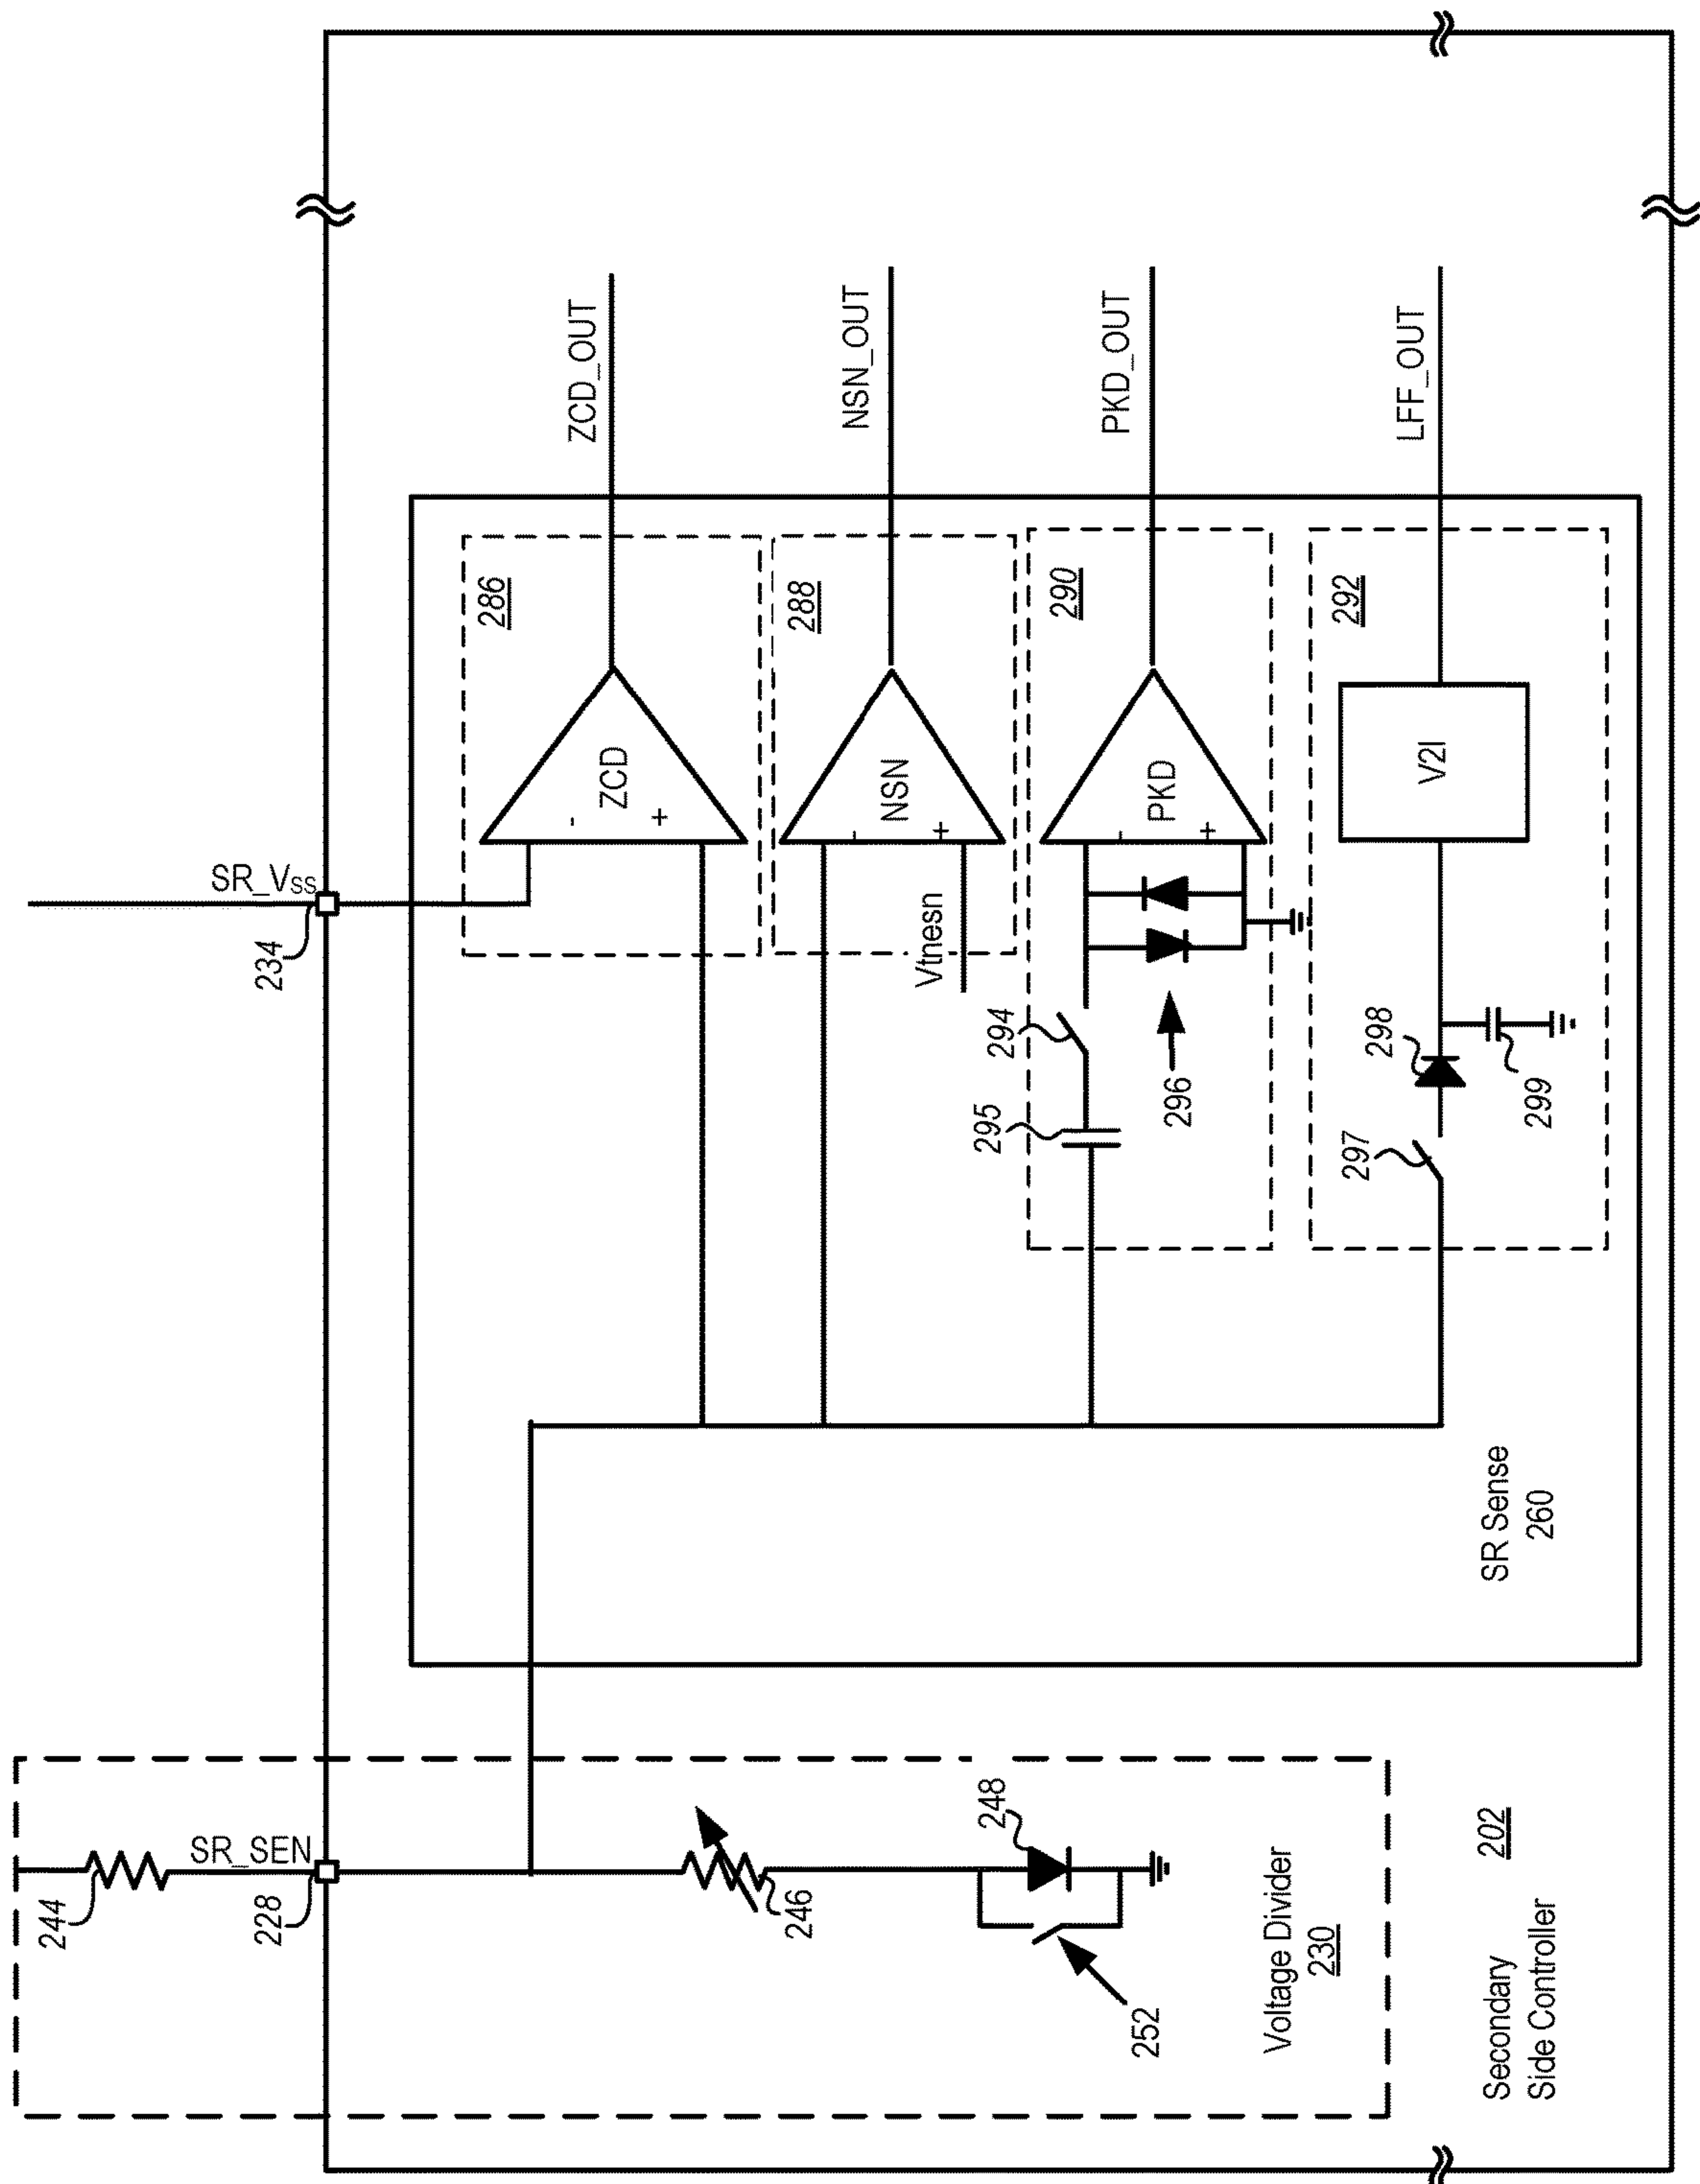 244
SR_SEN
228
246
248
252
Voltage Divider
230
Secondary
Side Controller
202
SR Sense
260
SR_VSS
234
286
-
ZCD
+
ZCD_OUT
288
-
NSN
+
Vtnesn
NSN_OUT
290
-
PKD
+
294
295
296
PKD_OUT
292
V2I
297
298
299
LFF_OUT